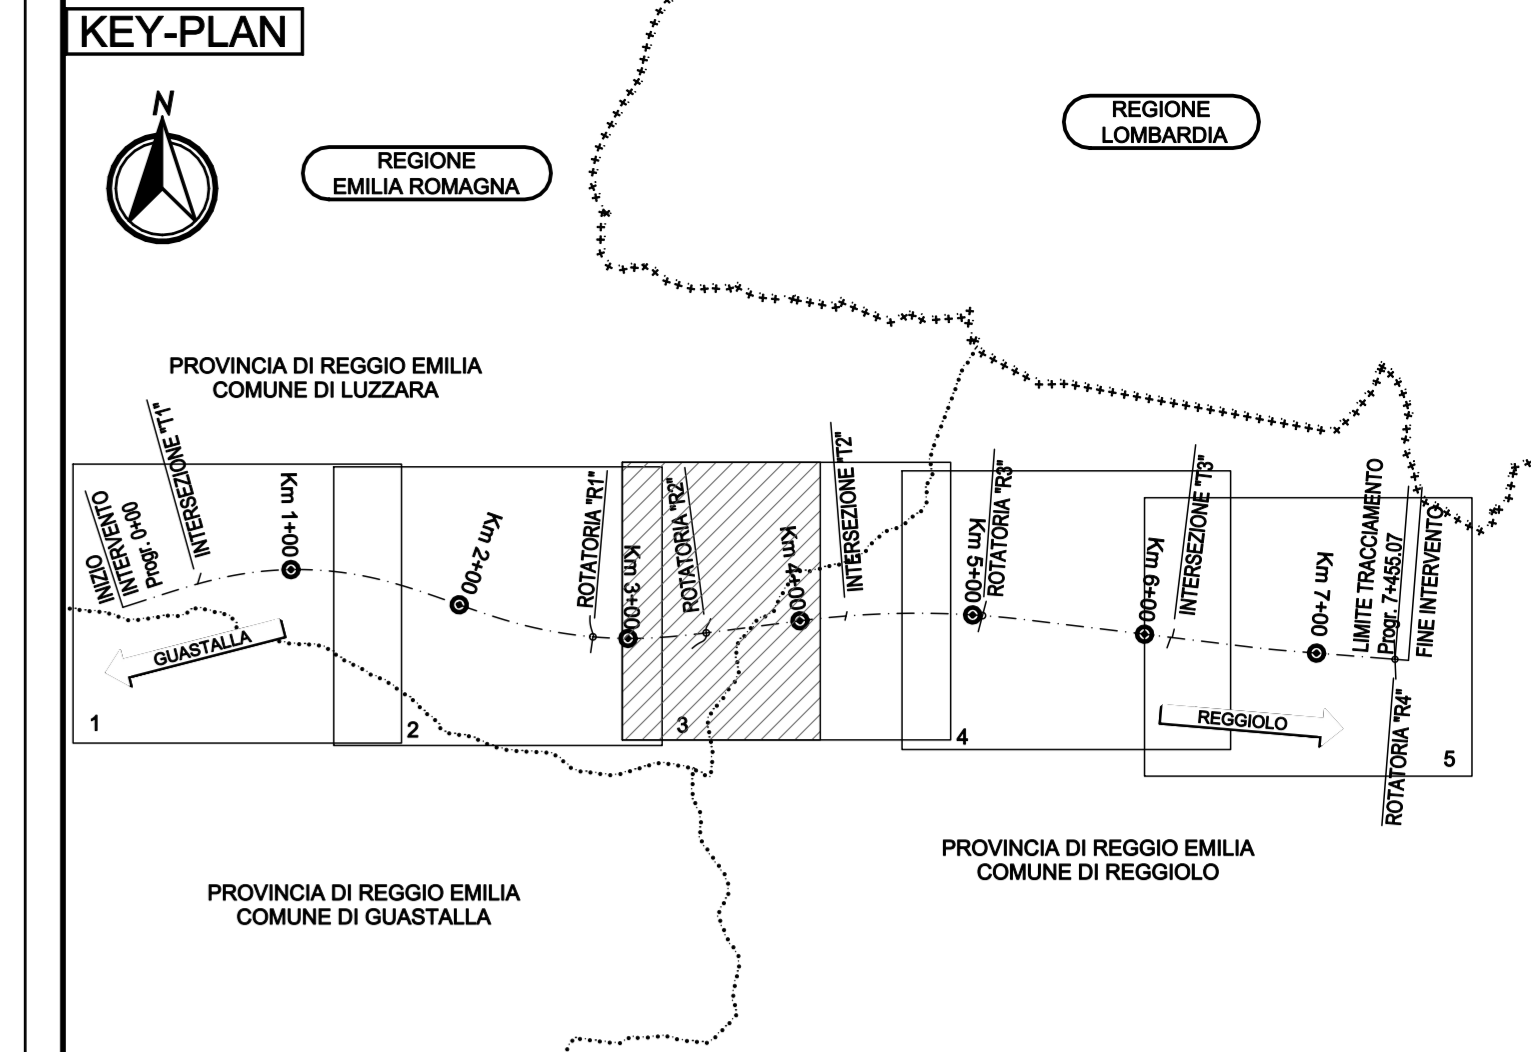 KEY-PLAN
N
REGIONE
EMILIA ROMAGNA
REGIONE
LOMBARDIA
PROVINCIA DI REGGIO EMILIA
COMUNE DI LUZZARA
INIZIO
INTERVENTO
Progr. 0+00
INTERSEZIONE "T1"
Km 1+00
Km 2+00
ROTATORIA "R1"
Km 3+00
ROTATORIA "R2"
Km 4+00
INTERSEZIONE "T2"
Km 5+00
ROTATORIA "R3"
Km 6+00
INTERSEZIONE "T3"
Km 7+00
LIMITE TRACCIAMENTO
Progr. 7+455.07
FINE INTERVENTO
ROTATORIA "R4"
GUASTALLA
REGGIOLO
1
2
3
4
5
PROVINCIA DI REGGIO EMILIA
COMUNE DI REGGIOLO
PROVINCIA DI REGGIO EMILIA
COMUNE DI GUASTALLA